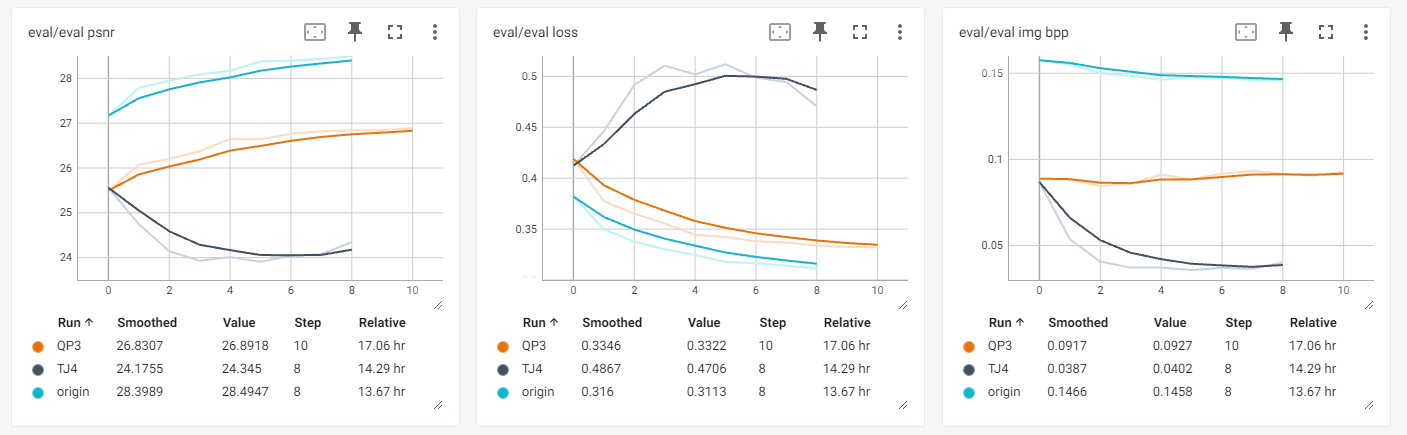 eval/eval psnr
28
27
26
25
24
0 2 4 6 8 10
Run ↑ Smoothed Value Step Relative
QP3 26.8307 26.8918 10 17.06 hr
TJ4 24.1755 24.345 8 14.29 hr
origin 28.3989 28.4947 8 13.67 hr
eval/eval loss
0.5
0.45
0.4
0.35
0 2 4 6 8 10
Run ↑ Smoothed Value Step Relative
QP3 0.3346 0.3322 10 17.06 hr
TJ4 0.4867 0.4706 8 14.29 hr
origin 0.316 0.3113 8 13.67 hr
eval/eval img bpp
0.15
0.1
0.05
0 2 4 6 8 10
Run ↑ Smoothed Value Step Relative
QP3 0.0917 0.0927 10 17.06 hr
TJ4 0.0387 0.0402 8 14.29 hr
origin 0.1466 0.1458 8 13.67 hr